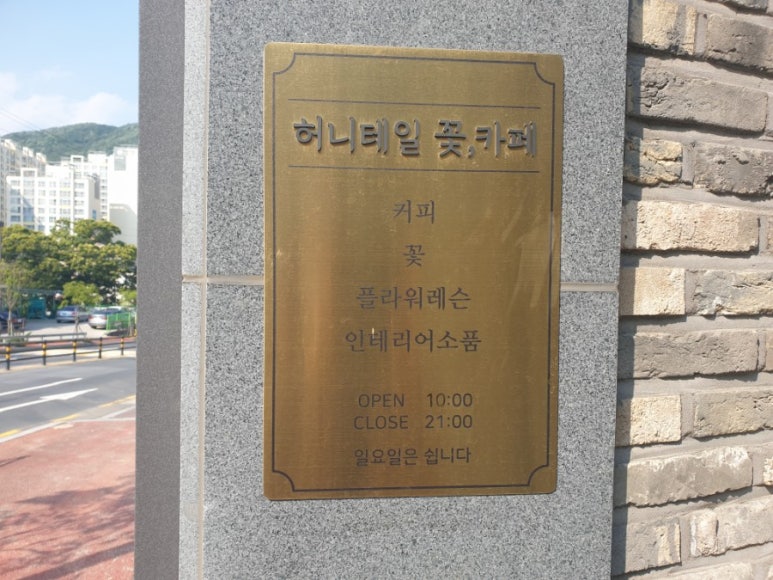 허니테일 꽃,카페
커피
꽃
플라워레슨
인테리어소품
OPEN 10:00
CLOSE 21:00
일요일은 쉽니다